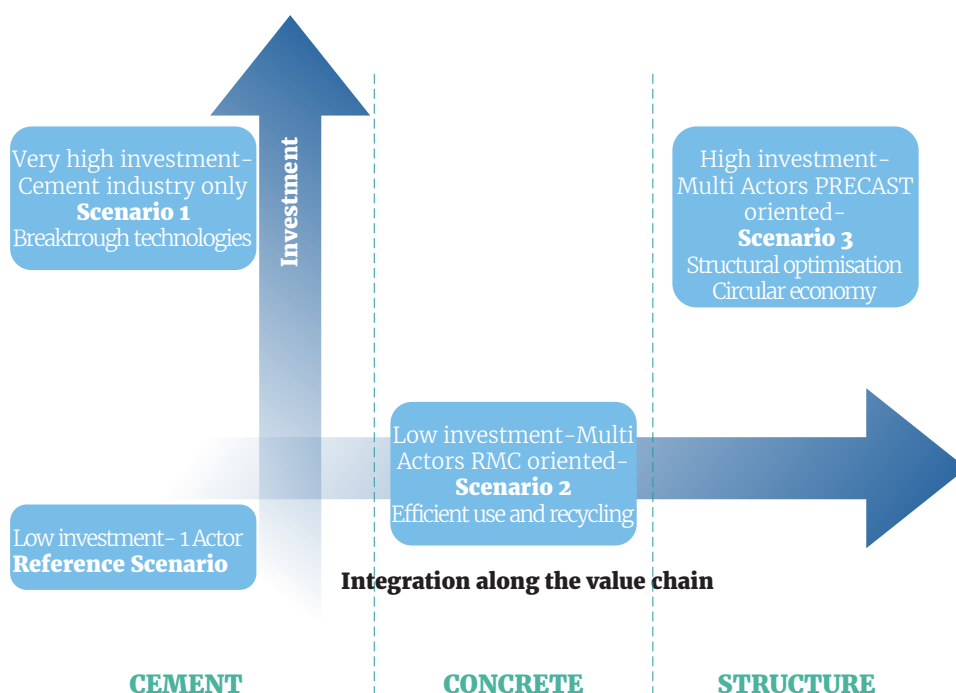 Very high investment-
Cement industry only
Scenario 1
Breaktrough technologies
Investment
High investment-
Multi Actors PRECAST
oriented-
Scenario 3
Structural optimisation
Circular economy
Low investment-Multi
Actors RMC oriented-
Scenario 2
Efficient use and recycling
Low investment- 1 Actor
Reference Scenario
Integration along the value chain
CEMENT
CONCRETE
STRUCTURE